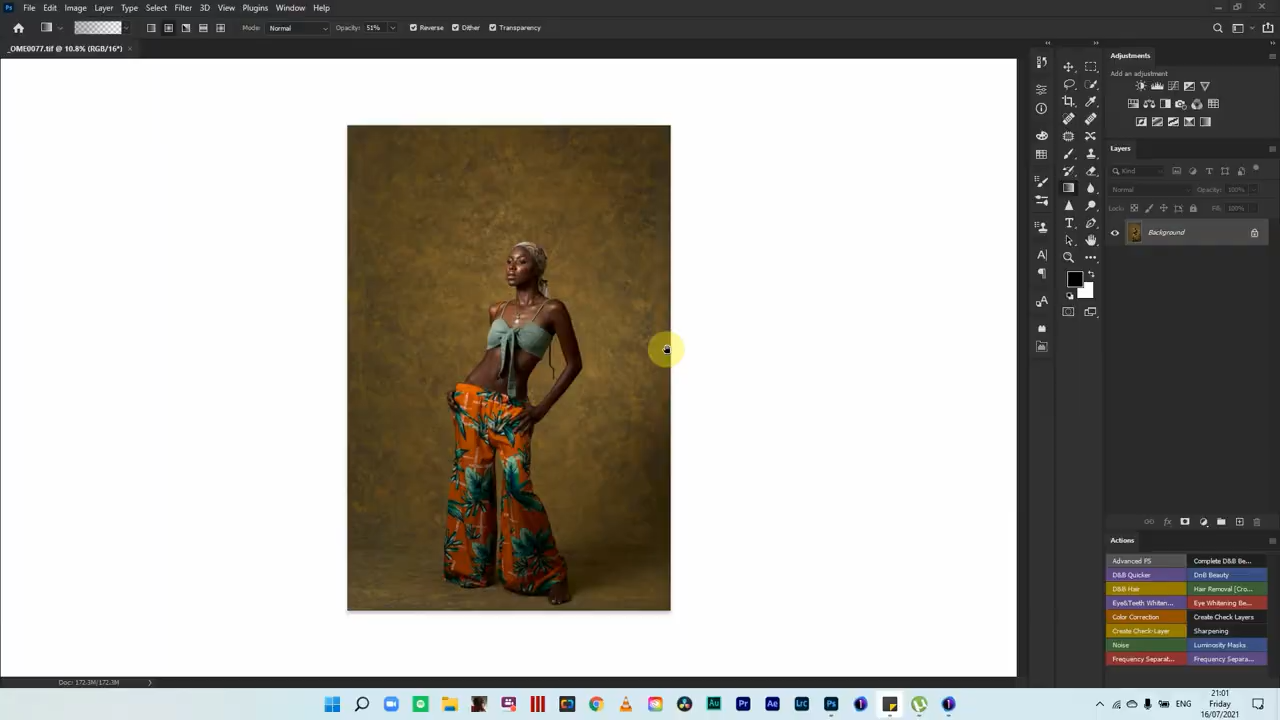 File Edit Image Layer Type Select Filter 3D View Plugins Window Help
Mode: Normal Opacity: 51% Reverse Dither Transparency
_OME0077.tif @ 10.8% (RGB/16*)
Adjustments
Add an adjustment
Layers
Kind
Normal Opacity: 100%
Lock: Fill: 100%
Background
Actions
Advanced PS Complete D&B Be...
D&B Quicker DnB Beauty
D&B Hair Hair Removal [Cro...
Eye&Teeth Whiten... Eye Whitening Be...
Color Correction Create Check Layers
Create Check-Layer Sharpening
Noise Luminosity Masks
Frequency Separat... Frequency Separa...
Doc: 172.3M/172.3M
ENG
21:01
Friday
16/07/2021